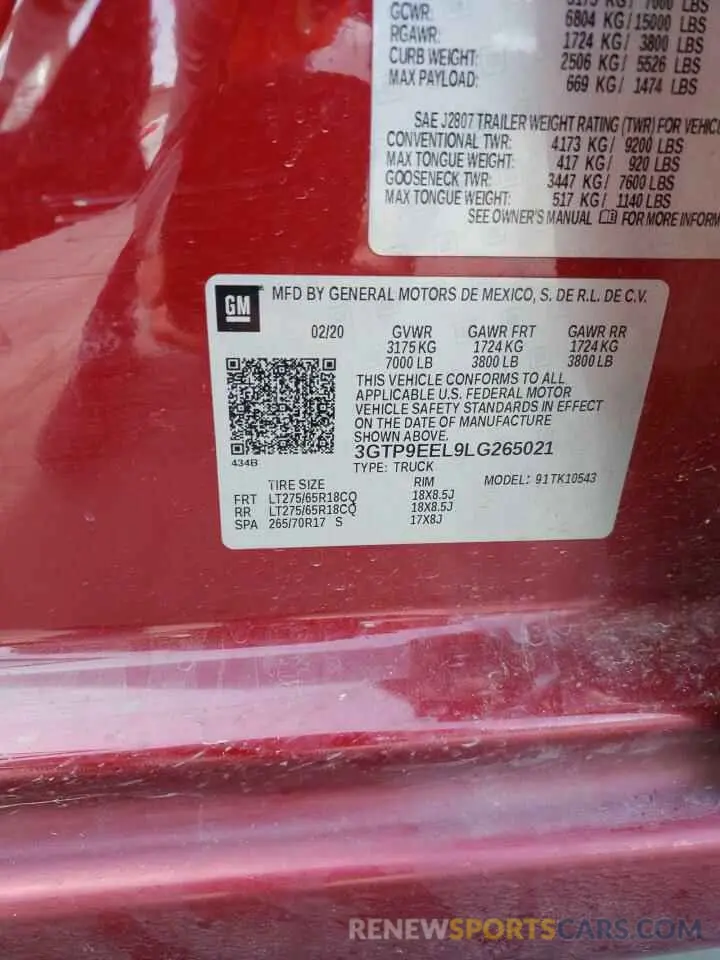 3175 KG/ 7000 LBS
GCWR: 6804 KG/ 15000 LBS
RGAWR: 1724 KG/ 3800 LBS
CURB WEIGHT: 2506 KG/ 5526 LBS
MAX PAYLOAD: 669 KG/ 1474 LBS
SAE J2807 TRAILER WEIGHT RATING (TWR) FOR
CONVENTIONAL TWR: 4173 KG/ 9200 LBS
MAX TONGUE WEIGHT: 417 KG/ 920 LBS
GOOSENECK TWR: 3447 KG/ 7600 LBS
MAX TONGUE WEIGHT: 517 KG/ 1140 LBS
SEE OWNER'S MANUAL FOR MORE
GM MFD BY GENERAL MOTORS DE MEXICO, S. DE R.L. DE C.V.
02/20 GVWR GAWR FRT GAWR RR
3175 KG 1724 KG 1724 KG
7000 LB 3800 LB 3800 LB
THIS VEHICLE CONFORMS TO ALL
APPLICABLE U.S. FEDERAL MOTOR
VEHICLE SAFETY STANDARDS IN EFFECT
ON THE DATE OF MANUFACTURE
SHOWN ABOVE.
434B
3GTP9EEL9LG265021
TYPE: TRUCK MODEL: 91TK10543
TIRE SIZE RIM
FRT LT275/65R18CQ 18X8.5J
RR LT275/65R18CQ 18X8.5J
SPA 265/70R17 S 17X8J
RENEWSPORTSCARS.COM